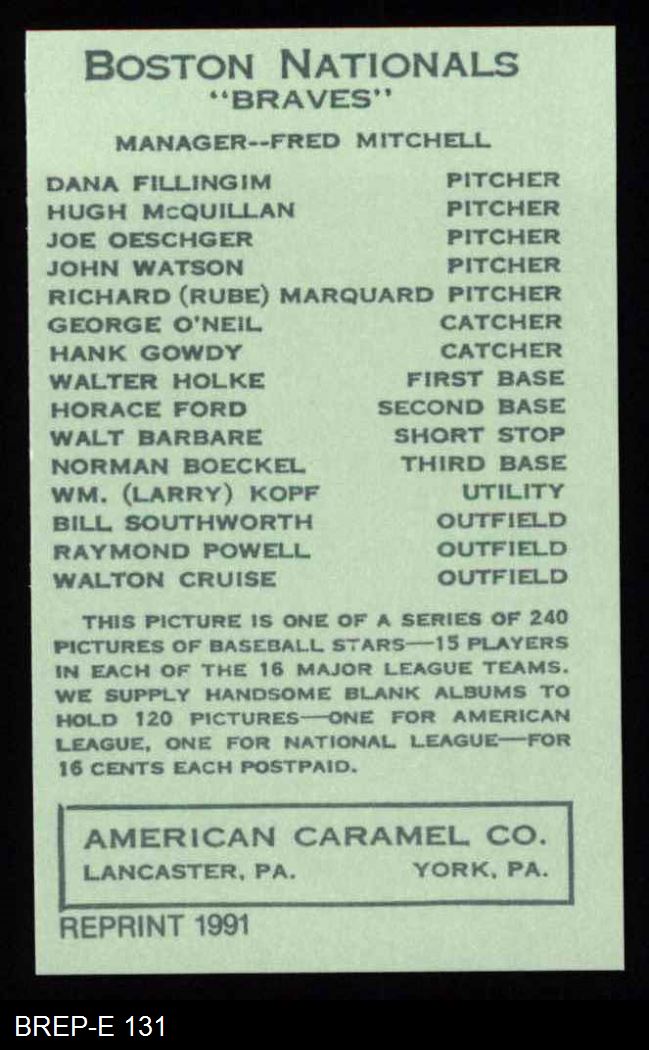 BOSTON NATIONALS
"BRAVES"
MANAGER--FRED MITCHELL
DANA FILLINGIM PITCHER
HUGH McQUILLAN PITCHER
JOE OESCHGER PITCHER
JOHN WATSON PITCHER
RICHARD (RUBE) MARQUARD PITCHER
GEORGE O'NEIL CATCHER
HANK GOWDY CATCHER
WALTER HOLKE FIRST BASE
HORACE FORD SECOND BASE
WALT BARBARE SHORT STOP
NORMAN BOECKEL THIRD BASE
WM. (LARRY) KOPF UTILITY
BILL SOUTHWORTH OUTFIELD
RAYMOND POWELL OUTFIELD
WALTON CRUISE OUTFIELD
THIS PICTURE IS ONE OF A SERIES OF 240
PICTURES OF BASEBALL STARS—15 PLAYERS
IN EACH OF THE 16 MAJOR LEAGUE TEAMS.
WE SUPPLY HANDSOME BLANK ALBUMS TO
HOLD 120 PICTURES—ONE FOR AMERICAN
LEAGUE, ONE FOR NATIONAL LEAGUE—FOR
16 CENTS EACH POSTPAID.
AMERICAN CARAMEL CO.
LANCASTER, PA. YORK, PA.
REPRINT 1991
BREP-E 131